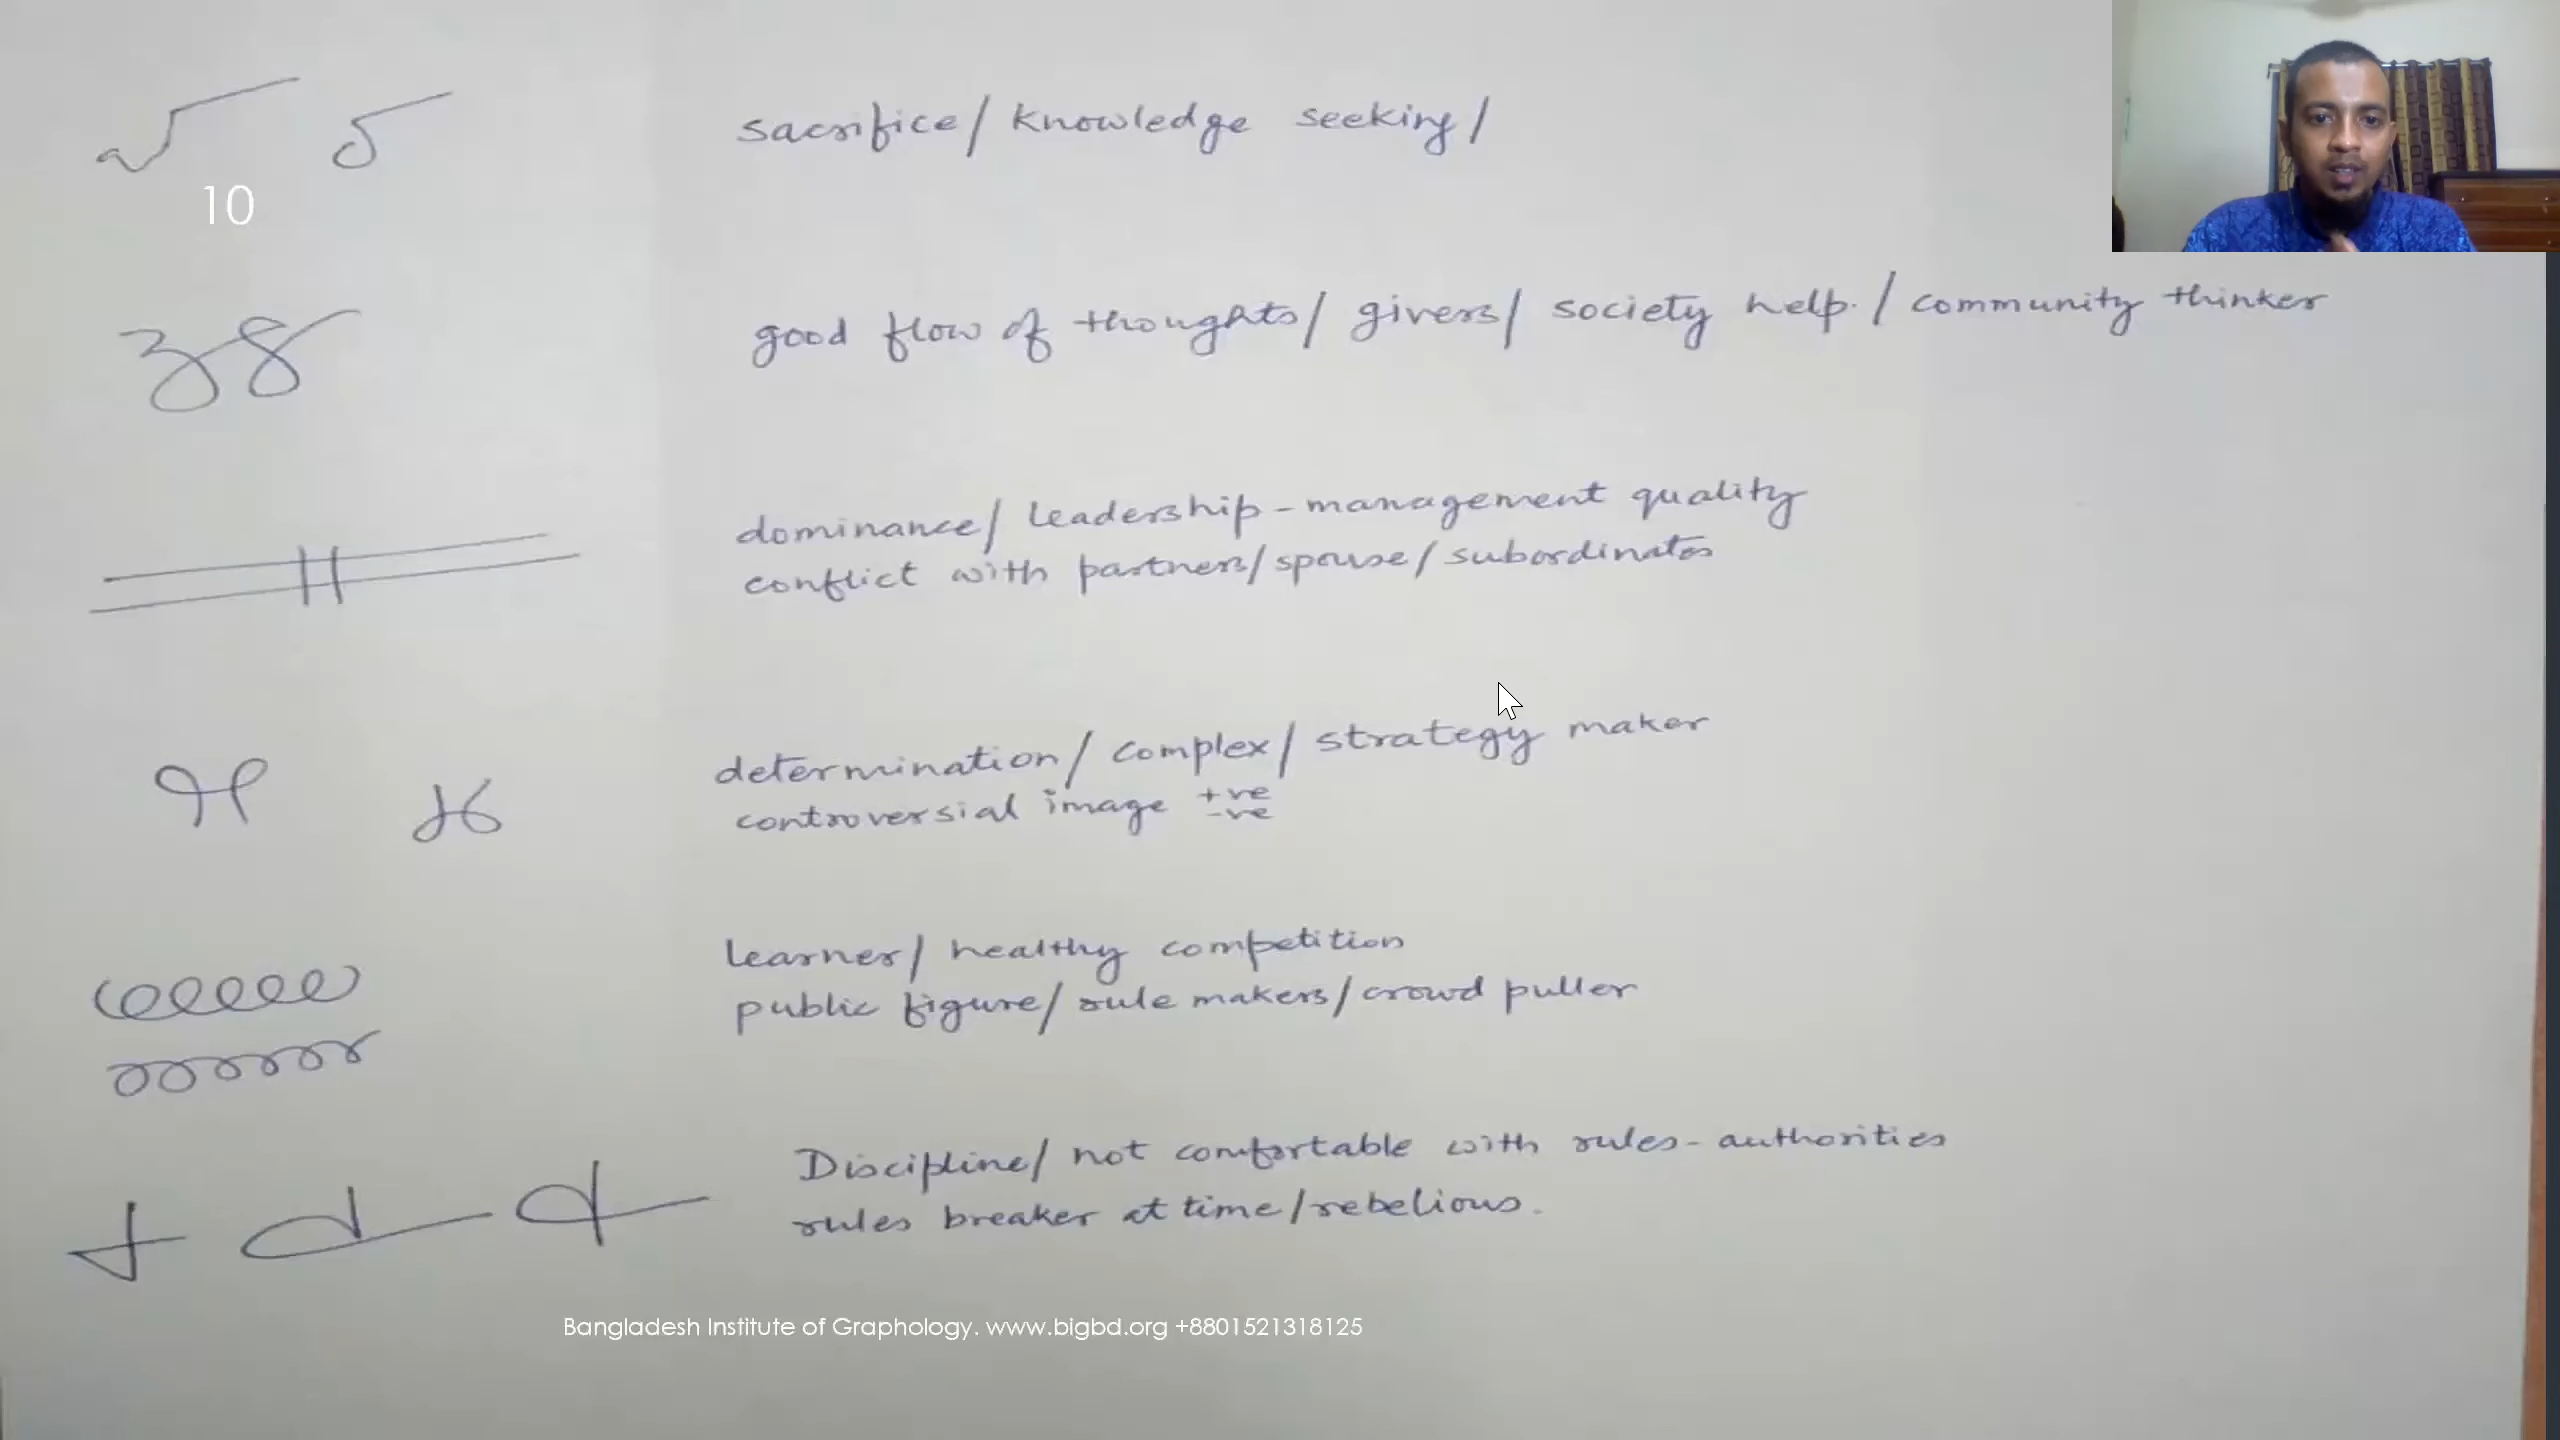 sacrifice/ knowledge seeking/
10
good flow of thoughts/ givers/ society help./ community thinker
dominance/ leadership-management quality
conflict with partners/spouse/subordinates
determination/ complex/ strategy maker
controversial image +ve
-ve
learner/ healthy competition
public figure/ rule makers/crowd puller
Discipline/ not comfortable with rules-authorities
rules breaker at time/rebelious.
Bangladesh Institute of Graphology. www.bigbd.org +8801521318125